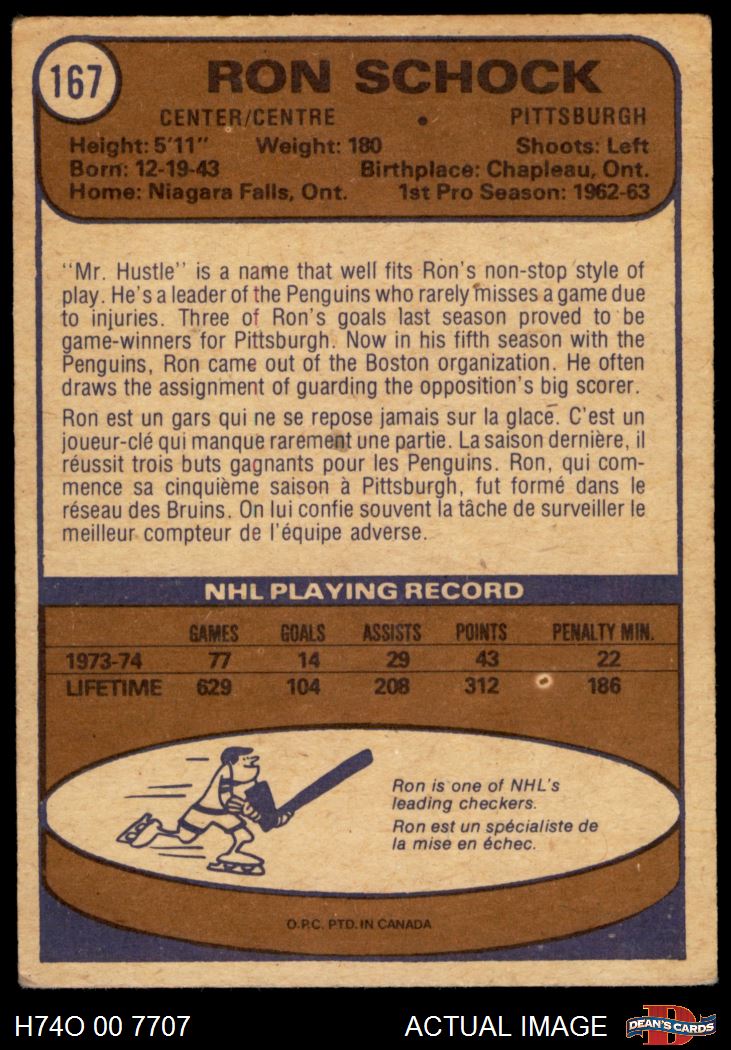 167
RON SCHOCK
CENTER/CENTRE • PITTSBURGH
Height: 5'11" Weight: 180 Shoots: Left
Born: 12-19-43 Birthplace: Chapleau, Ont.
Home: Niagara Falls, Ont. 1st Pro Season: 1962-63
"Mr. Hustle" is a name that well fits Ron's non-stop style of
play. He's a leader of the Penguins who rarely misses a game due
to injuries. Three of Ron's goals last season proved to be
game-winners for Pittsburgh. Now in his fifth season with the
Penguins, Ron came out of the Boston organization. He often
draws the assignment of guarding the opposition's big scorer.
Ron est un gars qui ne se repose jamais sur la glace. C'est un
joueur-clé qui manque rarement une partie. La saison dernière, il
réussit trois buts gagnants pour les Penguins. Ron, qui com-
mence sa cinquième saison à Pittsburgh, fut formé dans le
réseau des Bruins. On lui confie souvent la tâche de surveiller le
meilleur compteur de l'équipe adverse.
NHL PLAYING RECORD
GAMES GOALS ASSISTS POINTS PENALTY MIN.
1973-74 77 14 29 43 22
LIFETIME 629 104 208 312 186
Ron is one of NHL's
leading checkers.
Ron est un spécialiste de
la mise en échec.
O.P.C. PTD. IN CANADA
H74O 00 7707 ACTUAL IMAGE
D
DEAN'S CARDS